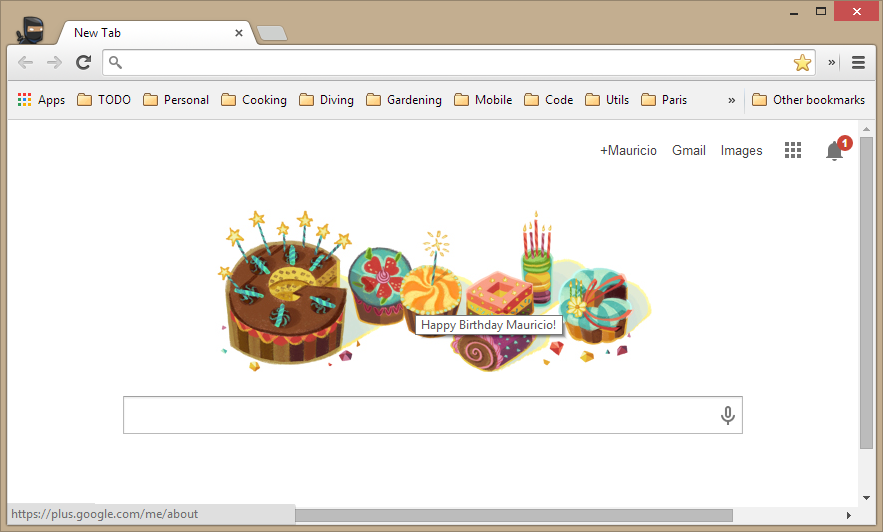 New Tab
Apps TODO Personal Cooking Diving Gardening Mobile Code Utils Paris » Other bookmarks
+Mauricio Gmail Images 1
Happy Birthday Mauricio!
https://plus.google.com/me/about